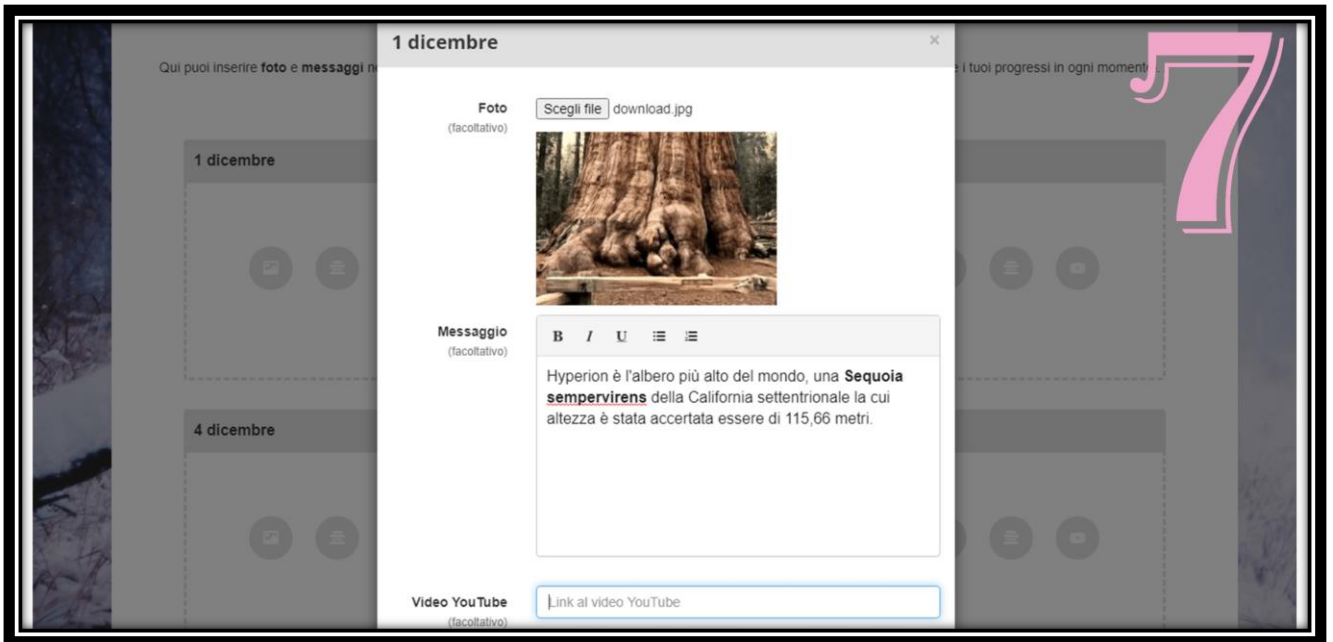 7
1 dicembre ×
Qui puoi inserire foto e messaggi
i tuoi progressi in ogni momento.
Foto
(facoltativo)
Scegli file download.jpg
1 dicembre
Messaggio
(facoltativo)
B I U
Hyperion è l'albero più alto del mondo, una Sequoia
sempervirens della California settentrionale la cui
altezza è stata accertata essere di 115,66 metri.
4 dicembre
Video YouTube
(facoltativo)
Link al video YouTube